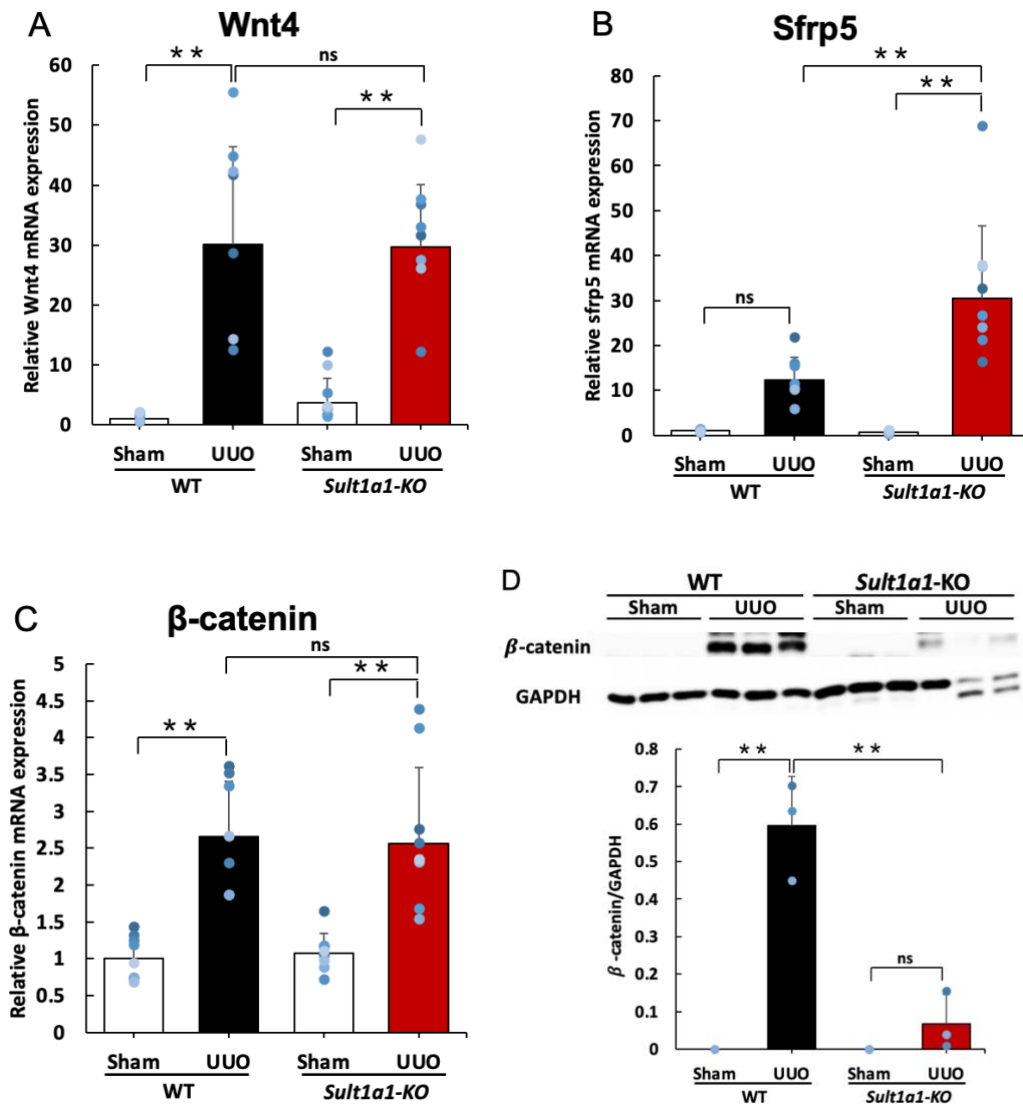 A
Wnt4
Relative Wnt4 mRNA expression
60
50
40
30
20
10
0
* *
ns
* *
Sham UUO Sham UUO
WT Sult1a1-KO
B
Sfrp5
Relative sfrp5 mRNA expression
80
70
60
50
40
30
20
10
0
* *
* *
ns
Sham UUO Sham UUO
WT Sult1a1-KO
C
β-catenin
Relative β-catenin mRNA expression
5
4.5
4
3.5
3
2.5
2
1.5
1
0.5
0
ns
* *
* *
Sham UUO Sham UUO
WT Sult1a1-KO
D
WT Sult1a1-KO
Sham UUO Sham UUO
β-catenin
GAPDH
β-catenin/GAPDH
0.8
0.7
0.6
0.5
0.4
0.3
0.2
0.1
0
* *
* *
ns
Sham UUO Sham UUO
WT Sult1a1-KO